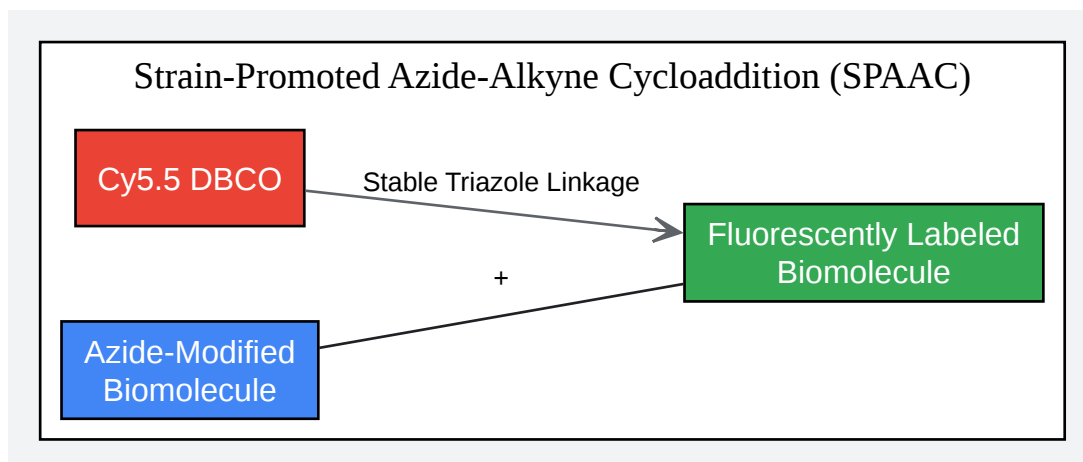 Strain-Promoted Azide-Alkyne Cycloaddition (SPAAC)
Cy5.5 DBCO
Stable Triazole Linkage
Fluorescently Labeled
Biomolecule
+
Azide-Modified
Biomolecule